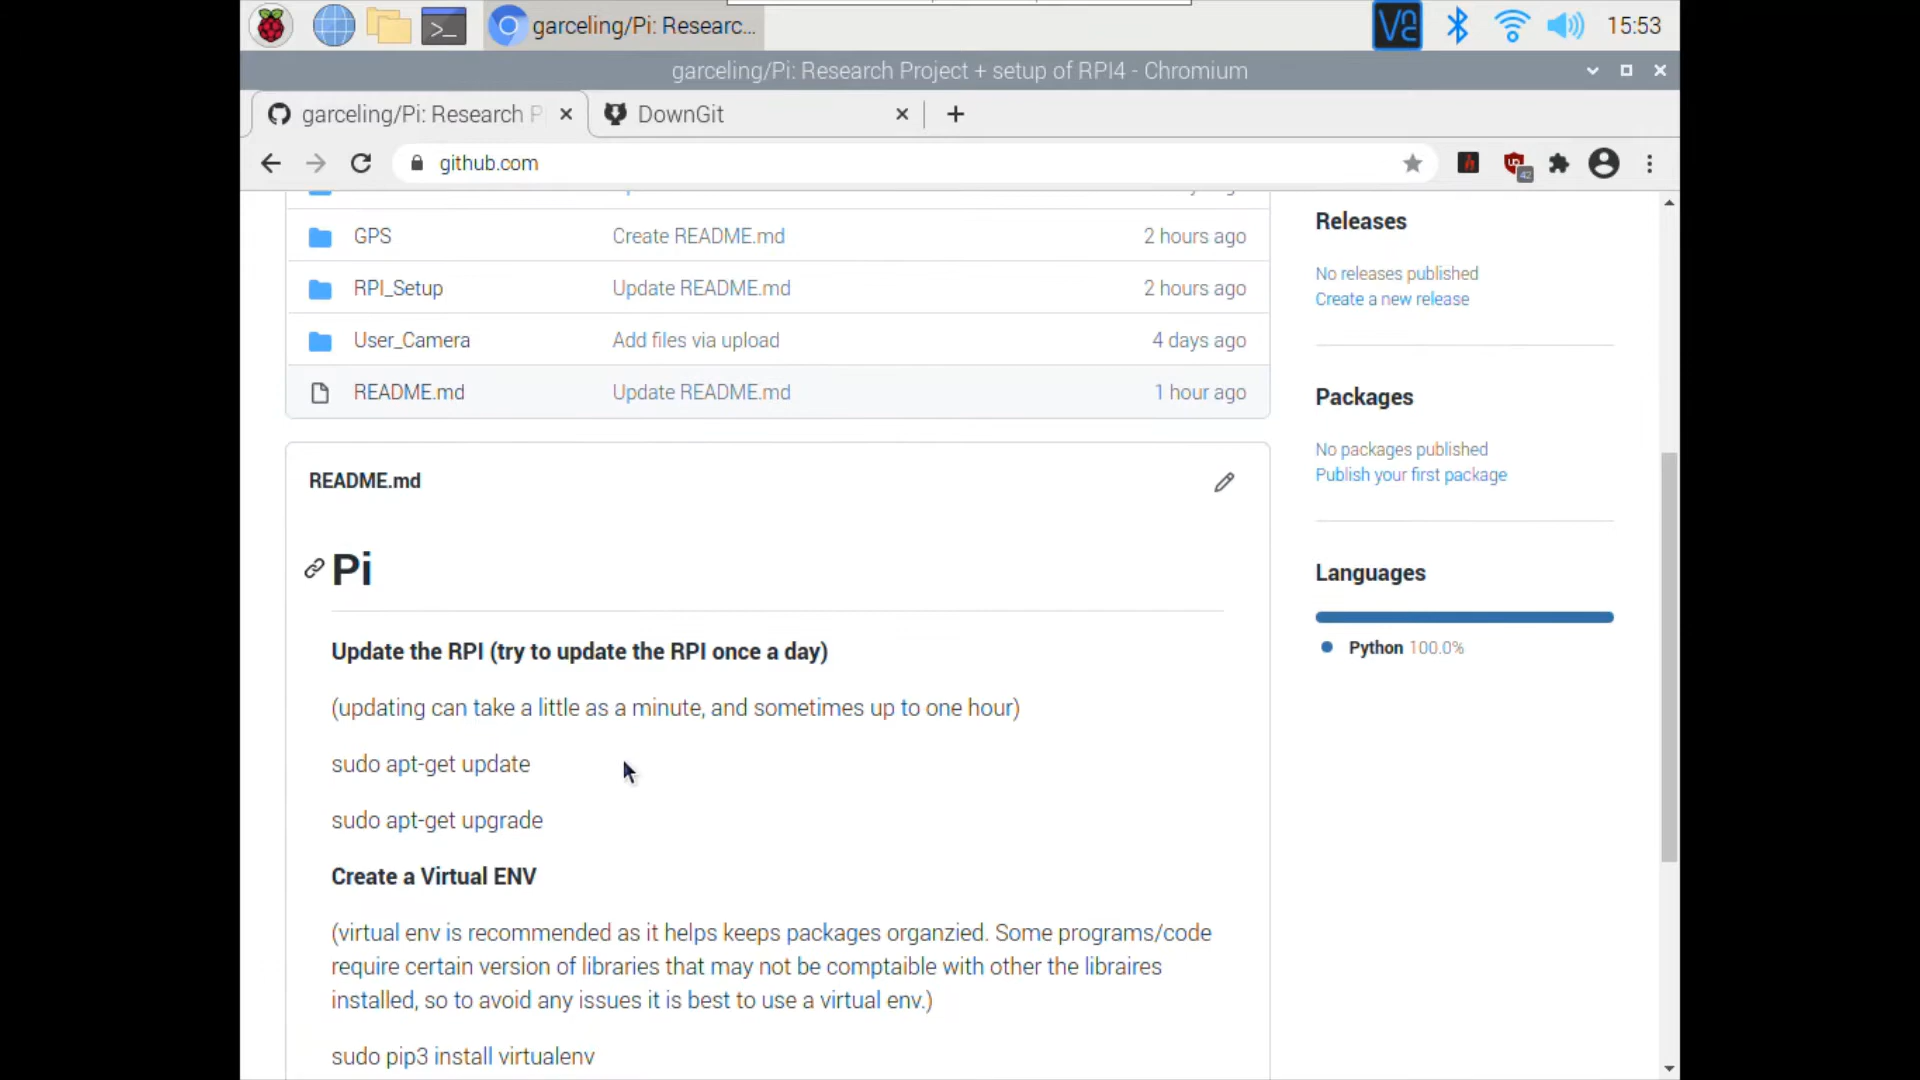 garceling/Pi: Researc...
15:53
garceling/Pi: Research Project + setup of RPI4 - Chromium
garceling/Pi: Research P
DownGit
github.com
42
GPS
Create README.md
2 hours ago
RPI_Setup
Update README.md
2 hours ago
User_Camera
Add files via upload
4 days ago
README.md
Update README.md
1 hour ago
Releases
No releases published
Create a new release
Packages
No packages published
Publish your first package
Languages
Python 100.0%
README.md
Pi
Update the RPI (try to update the RPI once a day)
(updating can take a little as a minute, and sometimes up to one hour)
sudo apt-get update
sudo apt-get upgrade
Create a Virtual ENV
(virtual env is recommended as it helps keeps packages organzied. Some programs/code
require certain version of libraries that may not be comptaible with other the libraires
installed, so to avoid any issues it is best to use a virtual env.)
sudo pip3 install virtualenv